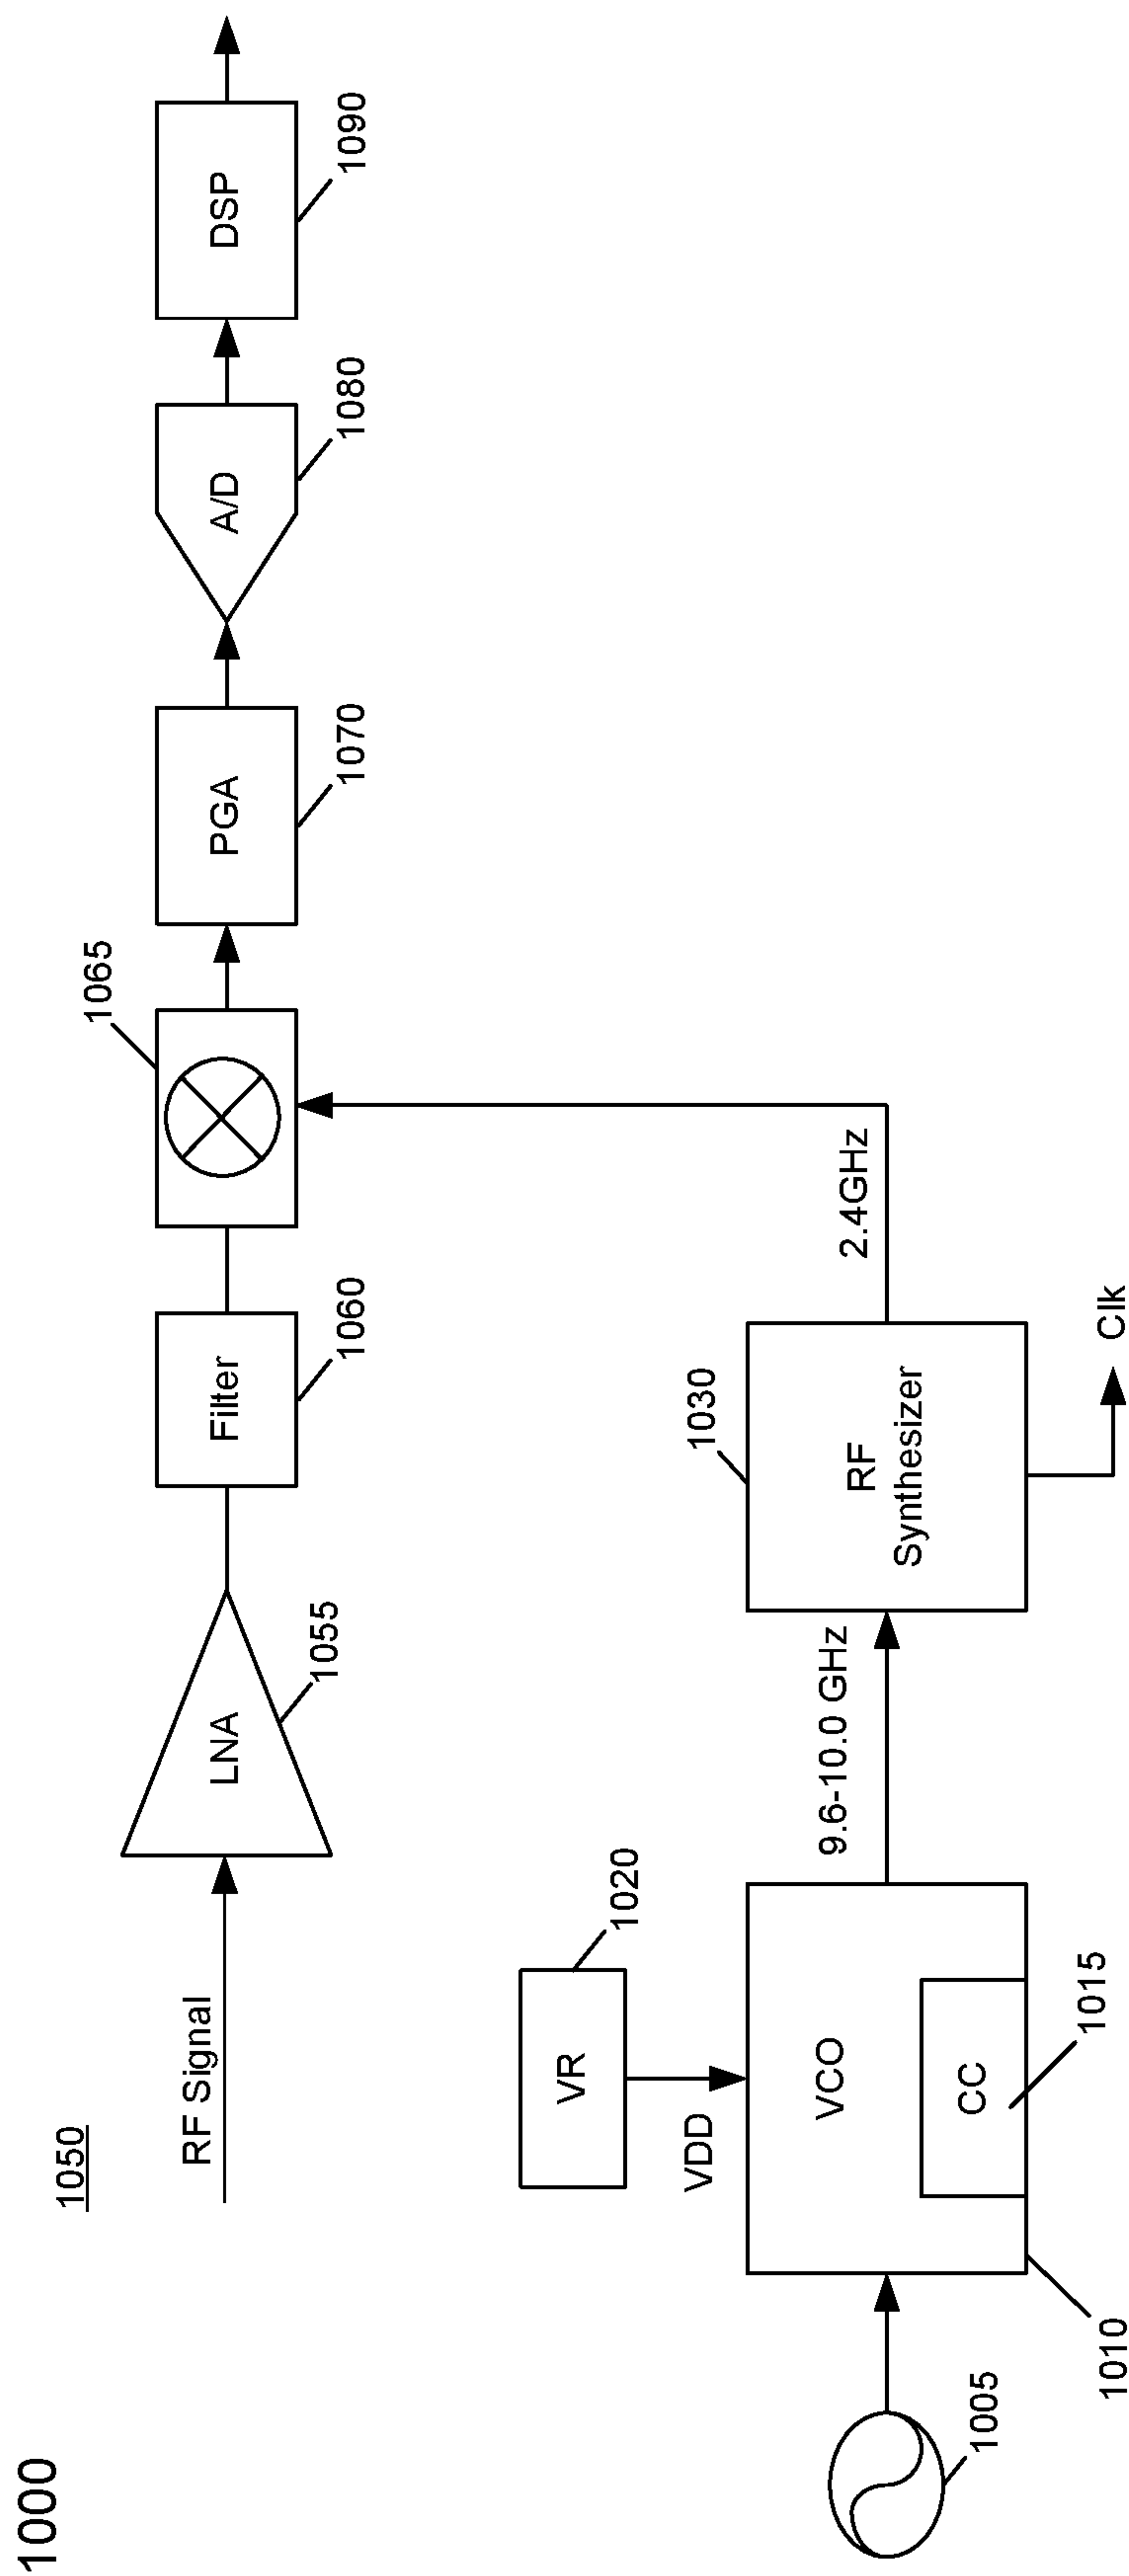 1000
1050
RF Signal
LNA
1055
Filter
1060
1065
PGA
1070
A/D
1080
DSP
1090
1005
VR
1020
VDD
VCO
CC
1015
1010
9.6-10.0 GHz
RF
Synthesizer
1030
2.4GHz
Clk